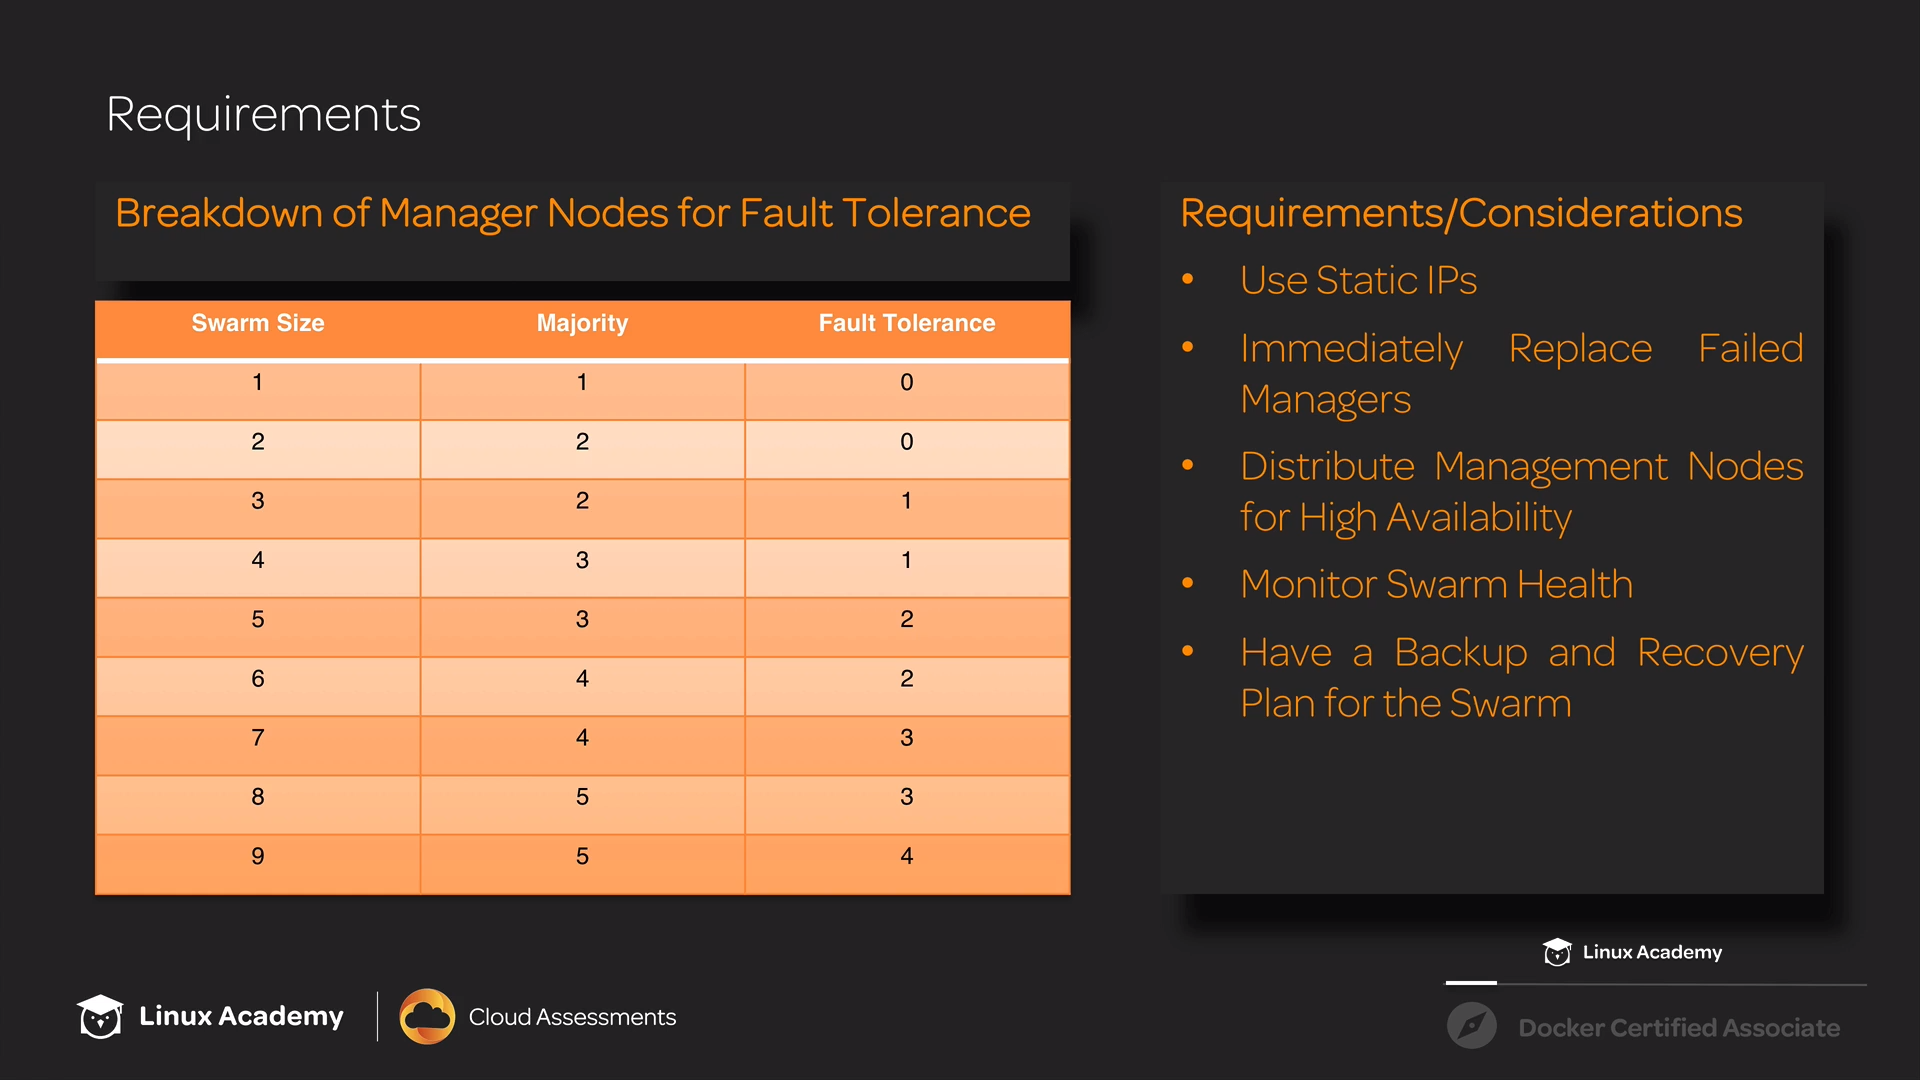 Requirements
Breakdown of Manager Nodes for Fault Tolerance
Swarm Size Majority Fault Tolerance
1 1 0
2 2 0
3 2 1
4 3 1
5 3 2
6 4 2
7 4 3
8 5 3
9 5 4
Requirements/Considerations
• Use Static IPs
• Immediately Replace Failed
Managers
• Distribute Management Nodes
for High Availability
• Monitor Swarm Health
• Have a Backup and Recovery
Plan for the Swarm
Linux Academy
Linux Academy
Cloud Assessments
Docker Certified Associate